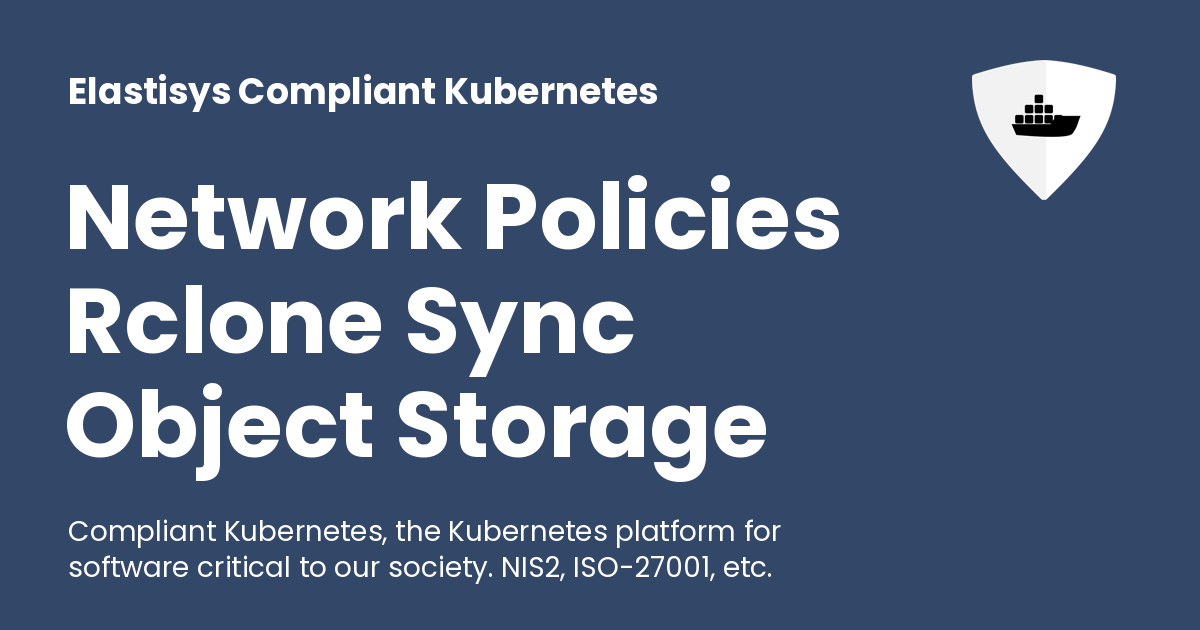 Elastisys Compliant Kubernetes
Network Policies
Rclone Sync
Object Storage
Compliant Kubernetes, the Kubernetes platform for
software critical to our society. NIS2, ISO-27001, etc.